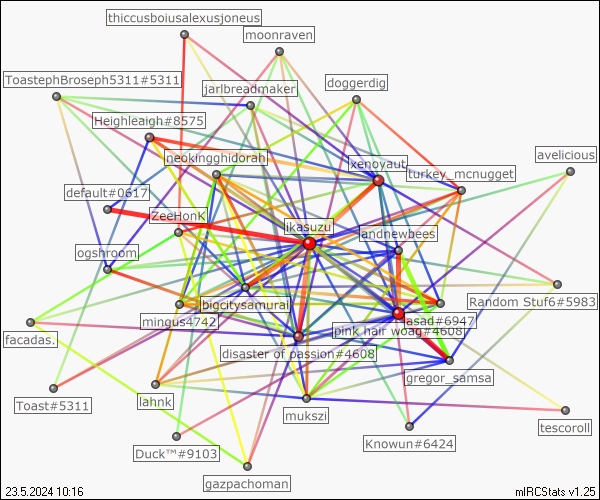 thiccusboiusalexusjoneus
moonraven
ToastephBroseph5311#5311
doggerdig
jarlbreadmaker
Heighleaigh#8575
neokingghidorah
xenoyaut
avelicious
turkey_mcnugget
default#0617
ZeeHonK
Ikasuzu
andnewbees
ogshroom
bigcitysamurai
Random Stuf6#5983
mingus4742
asad#6947
facadas.
pink hair woag#4608
disaster of passion#4608
gregor_samsa
Toast#5311
lahnk
mukszi
tescoroll
Knowun#6424
Duck™#9103
gazpachoman
23.5.2024 10:16
mIRCStats v1.25